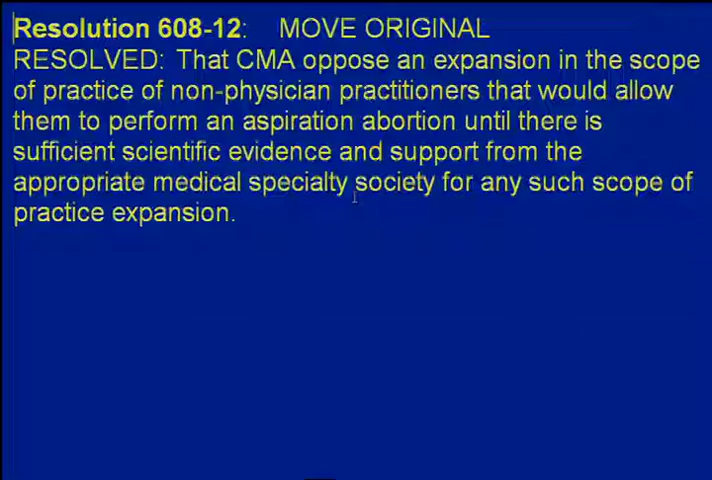 Resolution 608-12:    MOVE ORIGINAL
RESOLVED:  That CMA oppose an expansion in the scope
of practice of non-physician practitioners that would allow
them to perform an aspiration abortion until there is
sufficient scientific evidence and support from the
appropriate medical specialty society for any such scope of
practice expansion.